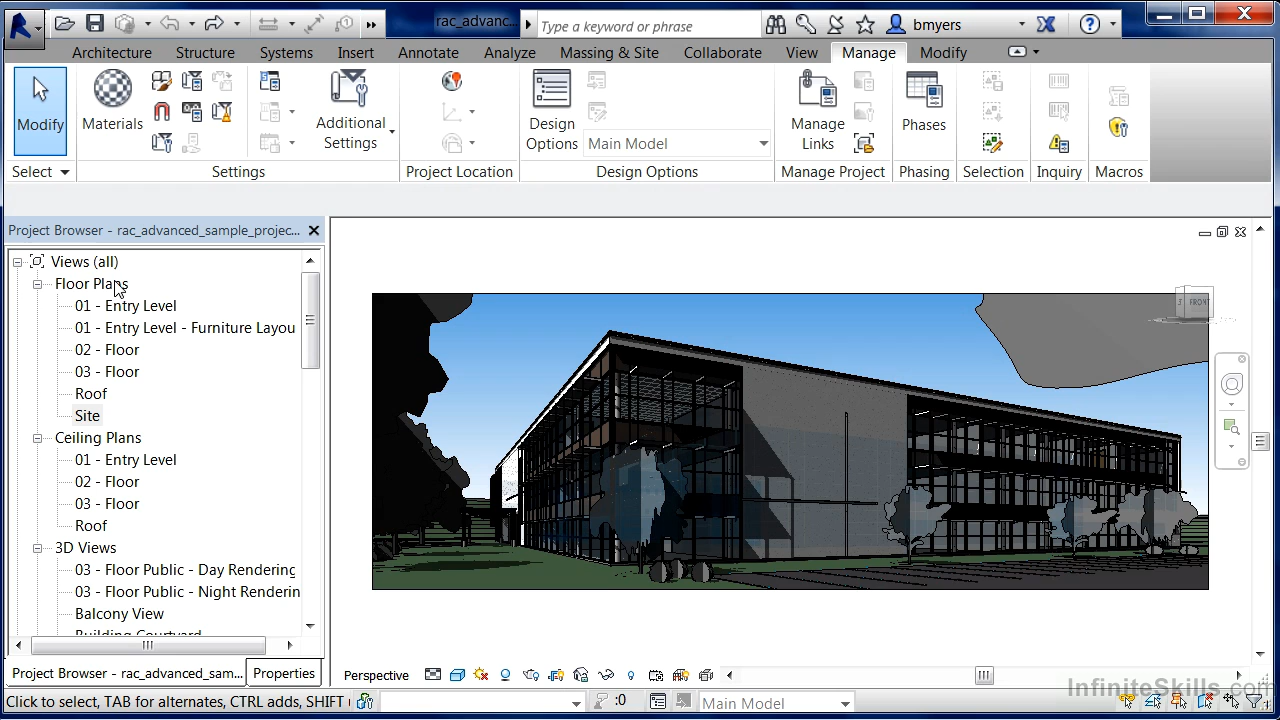 rac_advanc...
Type a keyword or phrase
bmyers
Architecture Structure Systems Insert Annotate Analyze Massing & Site Collaborate View Manage Modify
Modify
Materials
Additional Settings
Design Options
Main Model
Manage Links
Phases
Select Settings Project Location Design Options Manage Project Phasing Selection Inquiry Macros
Project Browser - rac_advanced_sample_projec...
Views (all)
Floor Plans
01 - Entry Level
01 - Entry Level - Furniture Layou
02 - Floor
03 - Floor
Roof
Site
Ceiling Plans
01 - Entry Level
02 - Floor
03 - Floor
Roof
3D Views
03 - Floor Public - Day Rendering
03 - Floor Public - Night Renderin
Balcony View
Building Courtyard
FRONT
Project Browser - rac_advanced_sam... Properties
Perspective
Click to select, TAB for alternates, CTRL adds, SHIFT
:0
Main Model
InfiniteSkills.com